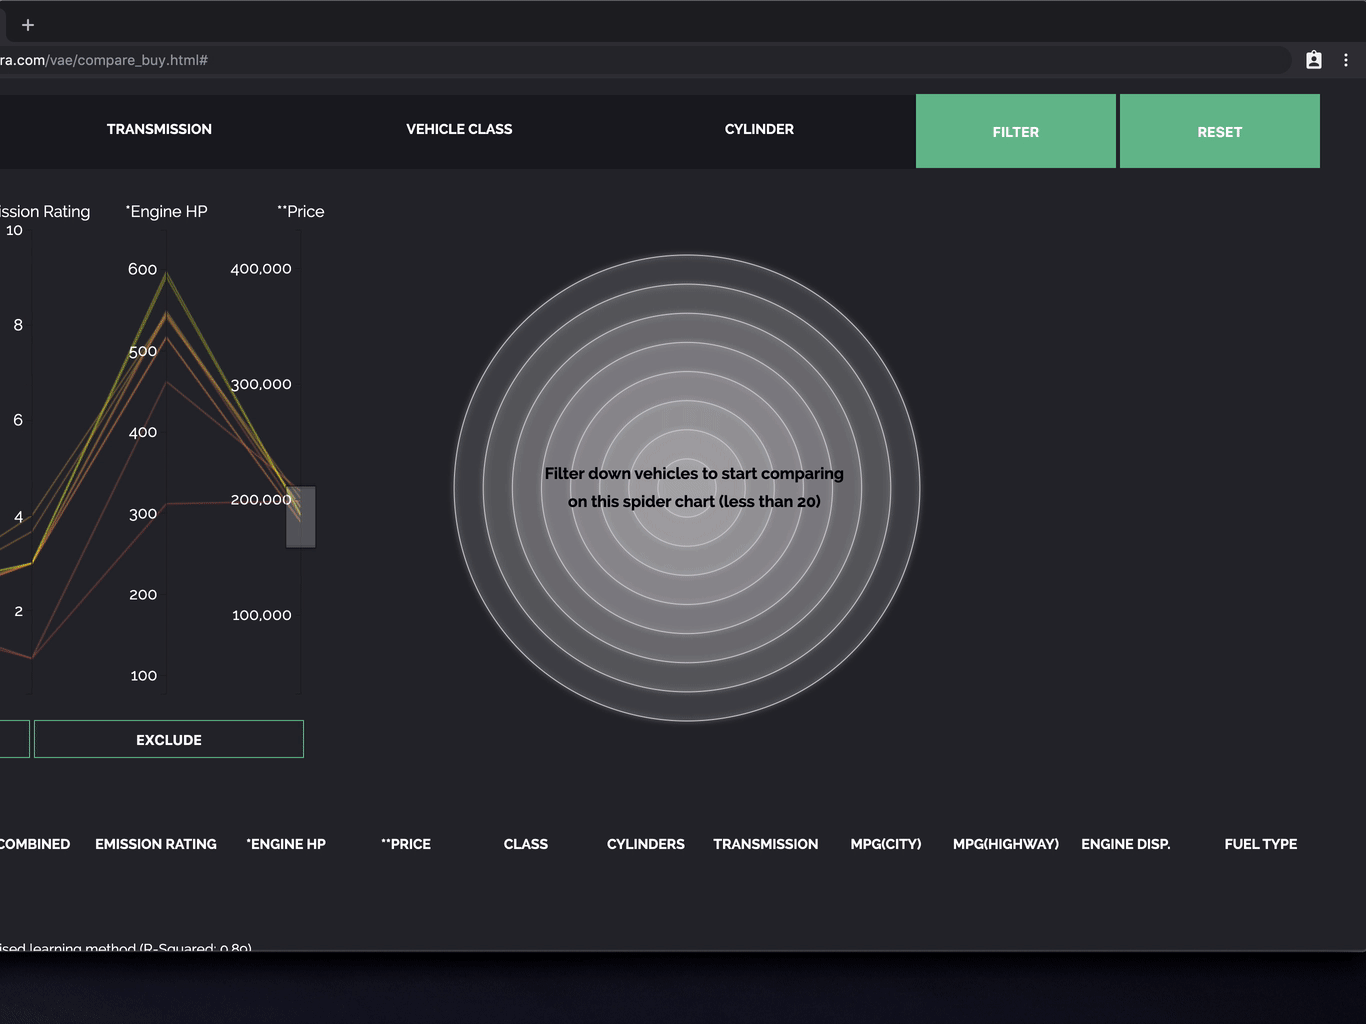 ra.com/vae/compare_buy.html#
TRANSMISSION VEHICLE CLASS CYLINDER FILTER RESET
ission Rating *Engine HP **Price
10
8
6
4
2
600
500
400
300
200
100
400,000
300,000
200,000
100,000
Filter down vehicles to start comparing
on this spider chart (less than 20)
EXCLUDE
COMBINED EMISSION RATING *ENGINE HP **PRICE CLASS CYLINDERS TRANSMISSION MPG(CITY) MPG(HIGHWAY) ENGINE DISP. FUEL TYPE
ised learning method (R-Squared: 0.89)